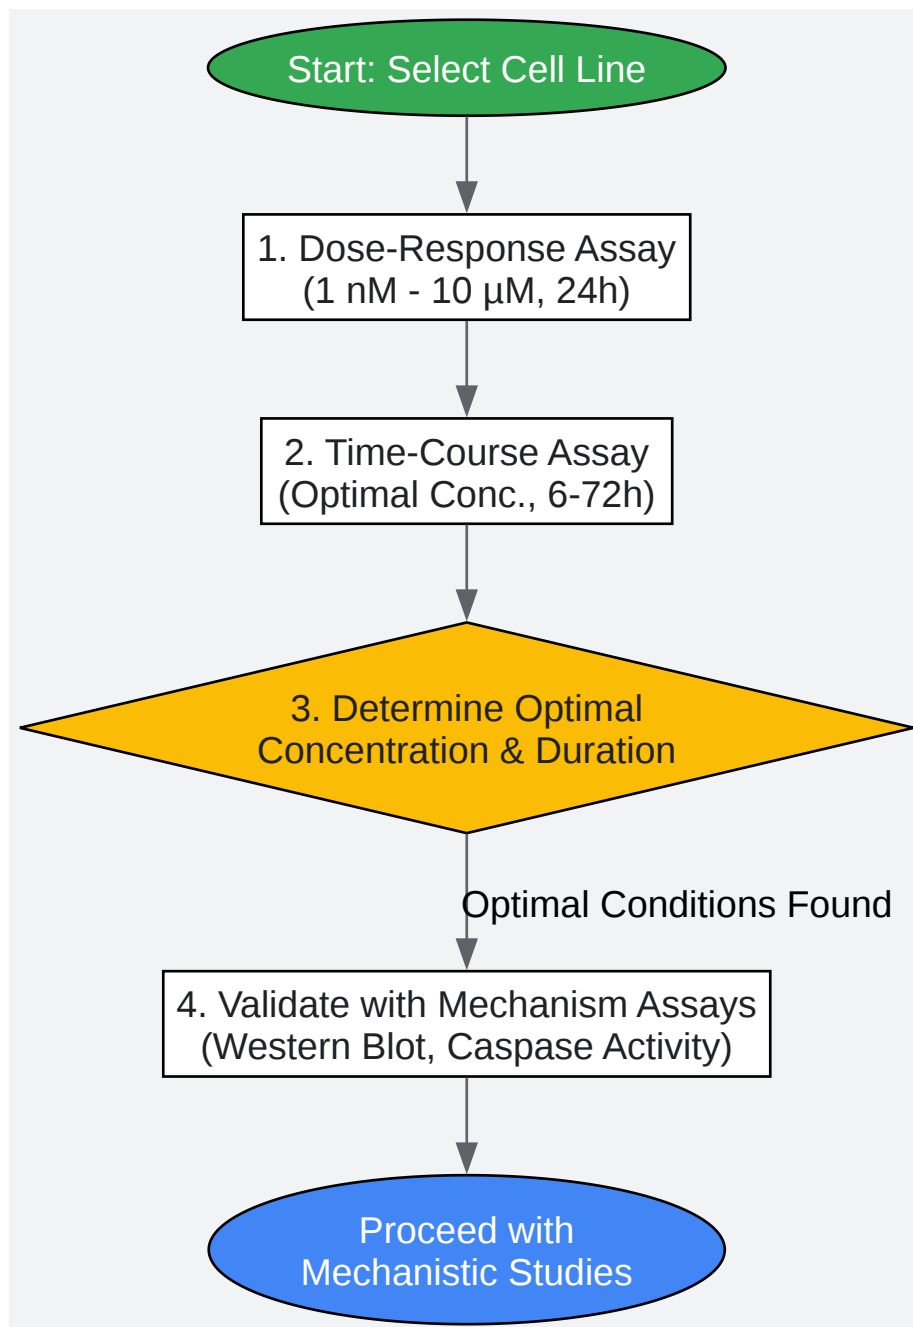 Start: Select Cell Line
1. Dose-Response Assay
(1 nM - 10 µM, 24h)
2. Time-Course Assay
(Optimal Conc., 6-72h)
3. Determine Optimal
Concentration & Duration
Optimal Conditions Found
4. Validate with Mechanism Assays
(Western Blot, Caspase Activity)
Proceed with
Mechanistic Studies